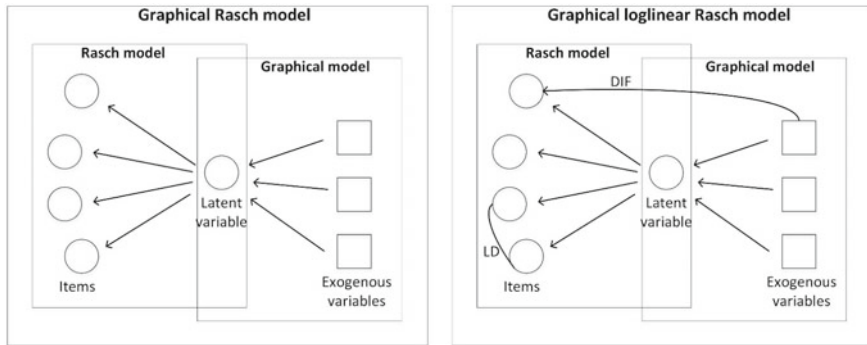 Graphical Rasch model
Rasch model
Graphical model
Latent
variable
Items
Exogenous
variables
Graphical loglinear Rasch model
Rasch model
Graphical model
DIF
Latent
variable
LD
Items
Exogenous
variables